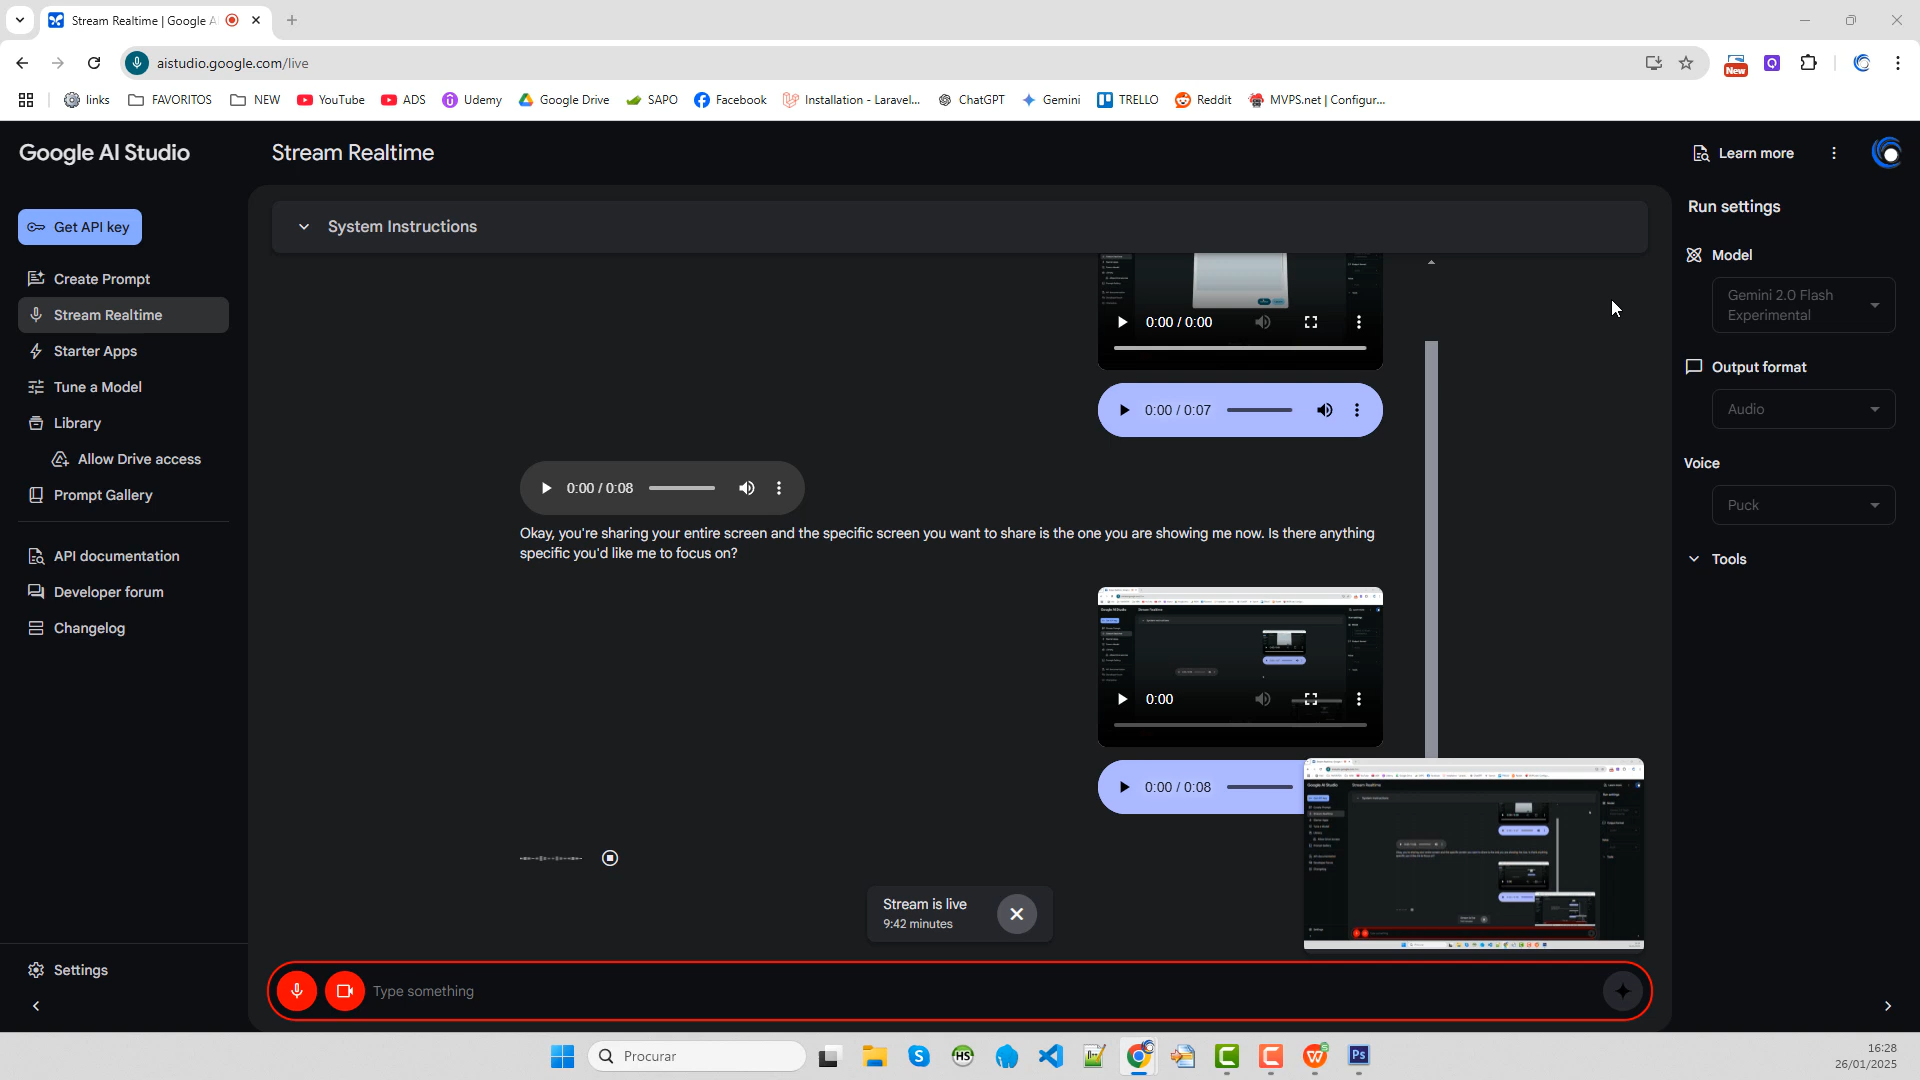 Stream Realtime | Google A
aistudio.google.com/live
New
links
FAVORITOS
NEW
YouTube
ADS
Udemy
Google Drive
SAPO
Facebook
Installation - Laravel...
ChatGPT
Gemini
TRELLO
Reddit
MVPS.net | Configur...
Google AI Studio
Stream Realtime
Learn more
Get API key
Create Prompt
Stream Realtime
Starter Apps
Tune a Model
Library
Allow Drive access
Prompt Gallery
API documentation
Developer forum
Changelog
Settings
System Instructions
0:00 / 0:00
0:00 / 0:07
0:00 / 0:08
Okay, you're sharing your entire screen and the specific screen you want to share is the one you are showing me now. Is there anything
specific you'd like me to focus on?
0:00
0:00 / 0:08
Stream is live
9:42 minutes
Type something
Run settings
Model
Gemini 2.0 Flash
Experimental
Output format
Audio
Voice
Puck
Tools
Procurar
HS
Ps
16:28
26/01/2025